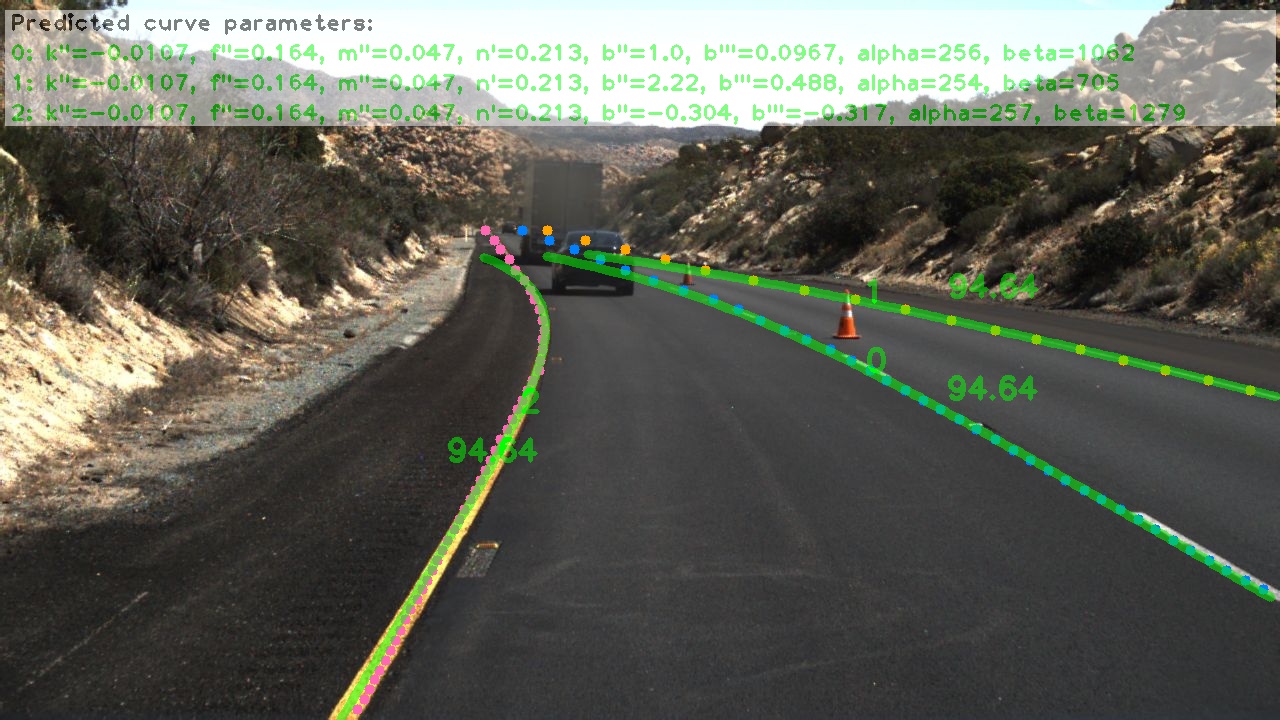 Predicted curve parameters:
0: k''=-0.0107, f''=0.164, m''=0.047, n'=0.213, b''=1.0, b'''=0.0967, alpha=256, beta=1062
1: k''=-0.0107, f''=0.164, m''=0.047, n'=0.213, b''=2.22, b'''=0.488, alpha=254, beta=705
2: k''=-0.0107, f''=0.164, m''=0.047, n'=0.213, b''=-0.304, b'''=-0.317, alpha=257, beta=1279
1 94.64
0
94.64
2
94.64